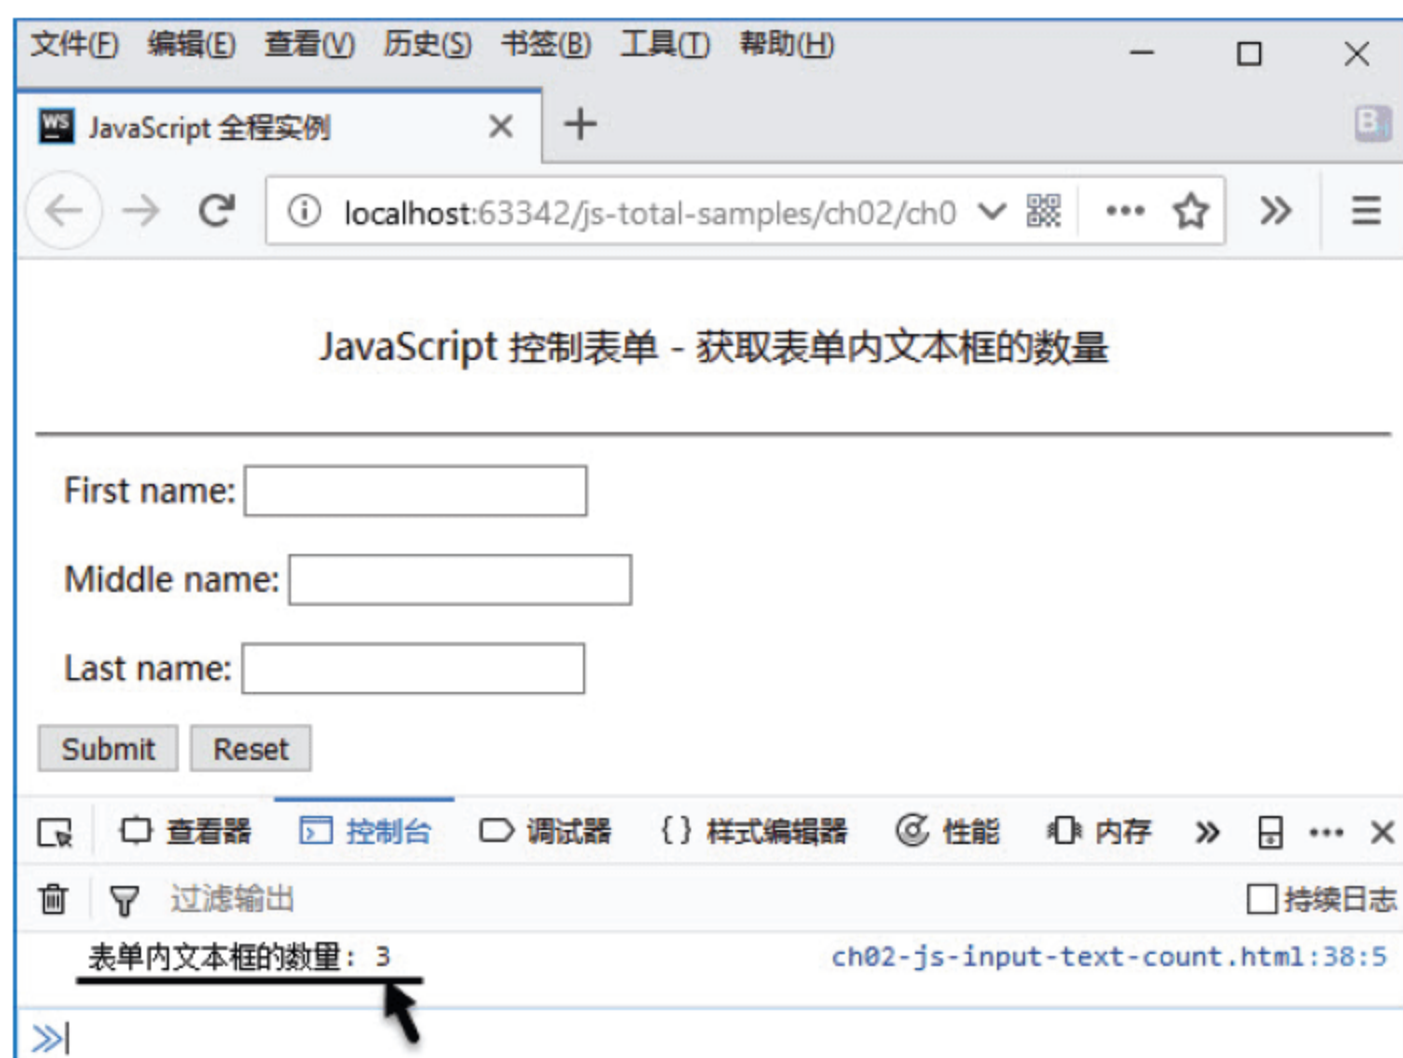 文件(F) 编辑(E) 查看(V) 历史(S) 书签(B) 工具(T) 帮助(H)
WS JavaScript 全程实例
localhost:63342/js-total-samples/ch02/ch0
JavaScript 控制表单 - 获取表单内文本框的数量
First name:
Middle name:
Last name:
Submit Reset
查看器 控制台 调试器 {} 样式编辑器 性能 内存
过滤输出 持续日志
表单内文本框的数量: 3 ch02-js-input-text-count.html:38:5